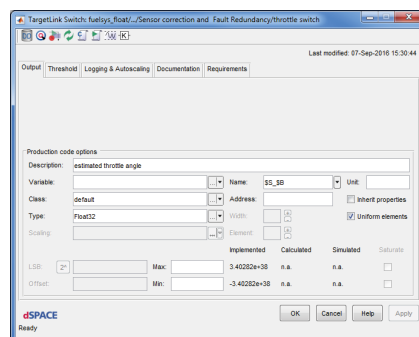 TargetLink Switch: fuelsys_float/.../Sensor correction and Fault Redundancy/throttle switch
Last modified: 07-Sep-2016 15:30:44
Output Threshold Logging & Autoscaling Documentation Requirements
Production code options
Description: estimated throttle angle
Variable: ... Name: $S_$B Unit:
Class: default ... Address: Inherit properties
Type: Float32 ... Width: Uniform elements
Scaling: ... Element:
Implemented Calculated Simulated Saturate
LSB: 2ⁿ Max: 3.40282e+38 n.a. n.a.
Offset: Min: -3.40282e+38 n.a. n.a.
dSPACE OK Cancel Help Apply
Ready